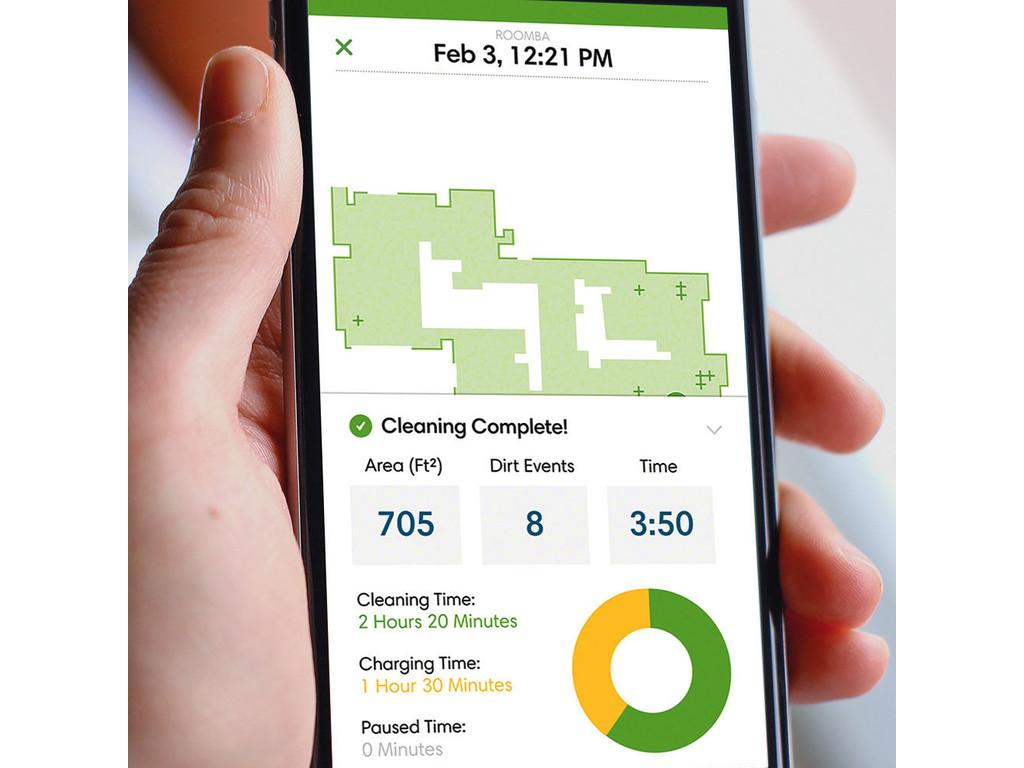 ROOMBA
Feb 3, 12:21 PM
Cleaning Complete!
Area (Ft²) Dirt Events Time
705 8 3:50
Cleaning Time:
2 Hours 20 Minutes
Charging Time:
1 Hour 30 Minutes
Paused Time:
0 Minutes